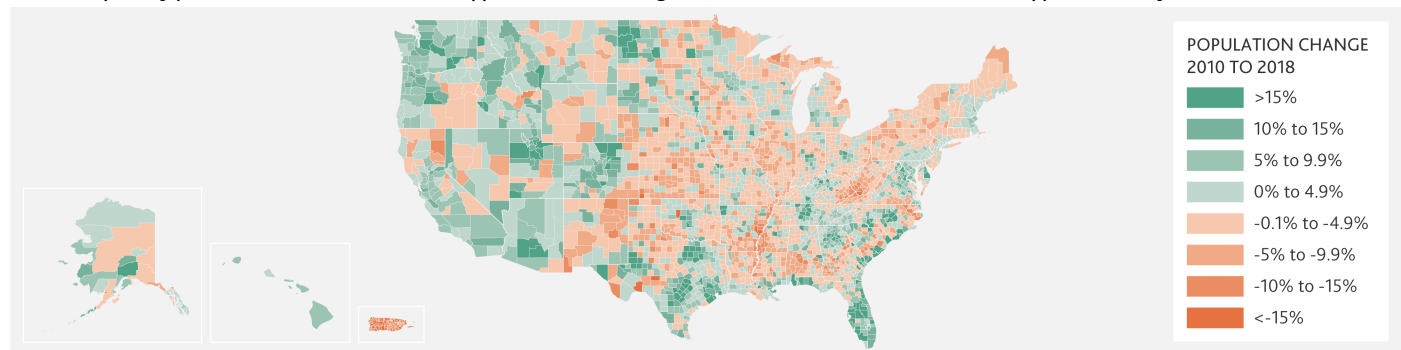 POPULATION CHANGE
2010 TO 2018
>15%
10% to 15%
5% to 9.9%
0% to 4.9%
-0.1% to -4.9%
-5% to -9.9%
-10% to -15%
<-15%